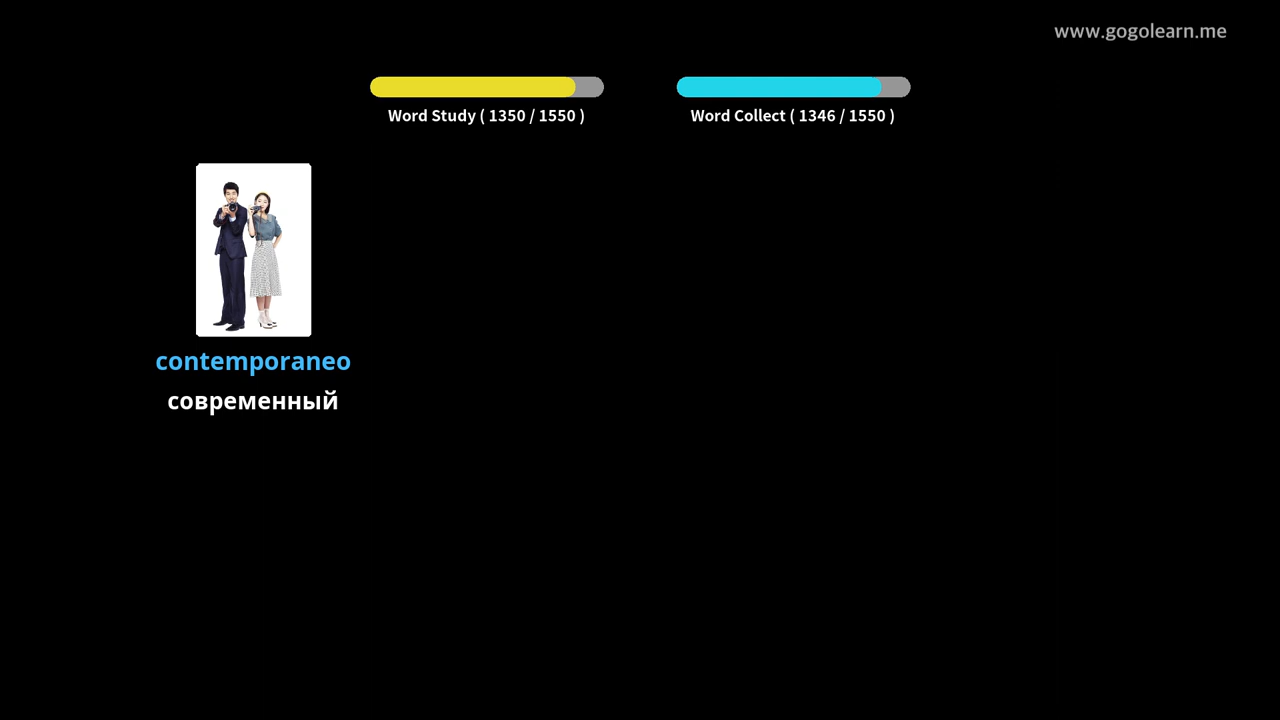 www.gogolearn.me
Word Study ( 1350 / 1550 )
Word Collect ( 1346 / 1550 )
contemporaneo
современный